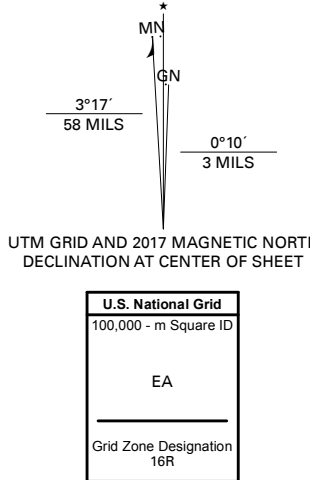 ★
MN
GN
3°17´
58 MILS
0°10´
3 MILS
UTM GRID AND 2017 MAGNETIC NORT
DECLINATION AT CENTER OF SHEET
U.S. National Grid
100,000 - m Square ID
EA
Grid Zone Designation
16R